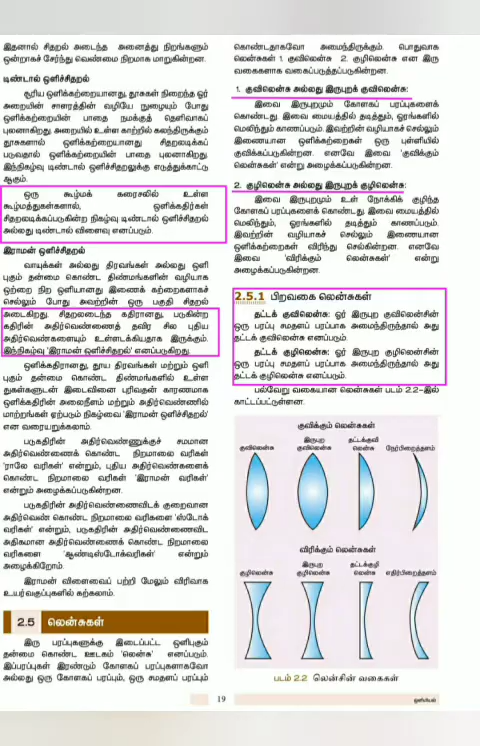 இதனால் சிதறல் அடைந்த அனைத்து நிறங்களும்
ஒன்றாகச் சேர்ந்து வெண்மை நிறமாக மாறுகின்றன.
டிண்டால் ஒளிச்சிதறல்
சூரிய ஒளிக்கற்றையானது, தூசுகள் நிறைந்த ஓர்
அறையின் சாளரத்தின் வழியே நுழையும் போது
ஒளிக்கற்றையின் பாதை நமக்குத் தெளிவாகப்
புலனாகிறது. அறையில் உள்ள காற்றில் கலந்திருக்கும்
தூசுகளால் ஒளிக்கற்றையானது சிதறலடிக்கப்
படுவதால் ஒளிக்கற்றையின் பாதை புலனாகிறது.
இந்நிகழ்வு டிண்டால் ஒளிச்சிதறலுக்கு எடுத்துக்காட்டு
ஆகும்.
ஒரு கூழ்மக் கரைசலில் உள்ள
கூழ்மத்துகள்களால், ஒளிக்கதிர்கள்
சிதறலடிக்கப்படுகின்ற நிகழ்வு டிண்டால் ஒளிச்சிதறல்
அல்லது டிண்டால் விளைவு எனப்படும்.
இராமன் ஒளிச்சிதறல்
வாயுக்கள் அல்லது திரவங்கள் அல்லது ஒளி
புகும் தன்மை கொண்ட திண்மங்களின் வழியாக
ஒற்றை நிற ஒளியானது இணைக் கற்றைகளாகச்
செல்லும் போது அவற்றின் ஒரு பகுதி சிதறல்
அடைகிறது. சிதறலடைந்த கதிரானது, படுகின்ற
கதிரின் அதிர்வெண்ணைத் தவிர சில புதிய
அதிர்வெண்களையும் உள்ளடக்கியதாக இருக்கும்.
இந்நிகழ்வு 'இராமன் ஒளிச்சிதறல்' எனப்படுகிறது.
ஒளிக்கதிரானது, தூய திரவங்கள் மற்றும் ஒளி
புகும் தன்மை கொண்ட திண்மங்களில் உள்ள
துகள்களுடன் இடைவினை புரிவதன் காரணமாக
ஒளிக்கதிரின் அலைநீளம் மற்றும் அதிர்வெண்ணில்
மாற்றங்கள் ஏற்படும் நிகழ்வை 'இராமன் ஒளிச்சிதறல்'
என வரையறுக்கலாம்.
படுகதிரின் அதிர்வெண்ணுக்குச் சமமான
அதிர்வெண்ணைக் கொண்ட நிறமாலை வரிகள்
'ராலே வரிகள்' என்றும், புதிய அதிர்வெண்களைக்
கொண்ட நிறமாலை வரிகள் 'இராமன் வரிகள்'
என்றும் அழைக்கப்படுகின்றன.
படுகதிரின் அதிர்வெண்ணைவிடக் குறைவான
அதிர்வெண் கொண்ட நிறமாலை வரிகளை 'ஸ்டோக்
வரிகள்' என்றும், படுகதிரின் அதிர்வெண்ணைவிட
அதிகமான அதிர்வெண்ணைக் கொண்ட நிறமாலை
வரிகளை 'ஆண்டிஸ்டோக்வரிகள்' என்றும்
அழைக்கிறோம்.
இராமன் விளைவைப் பற்றி மேலும் விரிவாக
உயர்வகுப்புகளில் கற்கலாம்.
2.5 லென்சுகள்
இரு பரப்புகளுக்கு இடைப்பட்ட ஒளிபுகும்
தன்மை கொண்ட ஊடகம் 'லென்சு' எனப்படும்.
இப்பரப்புகள் இரண்டும் கோளகப் பரப்புகளாகவோ
அல்லது ஒரு கோளகப் பரப்பும், ஒரு சமதளப் பரப்பும்
கொண்டதாகவோ அமைந்திருக்கும். பொதுவாக
லென்சுகள் 1. குவிலென்சு 2. குழிலென்சு என இரு
வகைகளாக வகைப்படுத்தப்படுகின்றன.
1. குவிலென்சு அல்லது இருபுறக் குவிலென்சு:
இவை இருபுறமும் கோளகப் பரப்புகளைக்
கொண்டது. இவை மையத்தில் தடித்தும், ஓரங்களில்
மெலிந்தும் காணப்படும். இவற்றின் வழியாகச் செல்லும்
இணையான ஒளிக்கற்றைகள் ஒரு புள்ளியில்
குவிக்கப்படுகின்றன. எனவே இவை 'குவிக்கும்
லென்சுகள்' என்று அழைக்கப்படுகின்றன.
2. குழிலென்சு அல்லது இருபுறக் குழிலென்சு:
இவை இருபுறமும் உள் நோக்கிக் குழிந்த
கோளகப் பரப்புகளைக் கொண்டது. இவை மையத்தில்
மெலிந்தும், ஓரங்களில் தடித்தும் காணப்படும்.
இவற்றின் வழியாகச் செல்லும் இணையான
ஒளிக்கற்றைகள் விரிந்து செல்கின்றன. எனவே
இவை 'விரிக்கும் லென்சுகள்' என்று
அழைக்கப்படுகின்றன.
2.5.1 பிறவகை லென்சுகள்
தட்டக் குவிலென்சு: ஓர் இருபுற குவிலென்சின்
ஒரு பரப்பு சமதளப் பரப்பாக அமைந்திருந்தால் அது
தட்டக் குவிலென்சு எனப்படும்.
தட்டக் குழிலென்சு: ஓர் இருபுற குழிலென்சின்
ஒரு பரப்பு சமதளப் பரப்பாக அமைந்திருந்தால் அது
தட்டக் குழிலென்சு எனப்படும்.
பல்வேறு வகையான லென்சுகள் படம் 2.2-இல்
காட்டப்பட்டுள்ளன.
குவிக்கும் லென்சுகள்
குவிலென்சு இருபுற குவிலென்சு தட்டக்குவி லென்சு நேர்பிறைத்தளம்
விரிக்கும் லென்சுகள்
குழிலென்சு இருபுற குழிலென்சு தட்டக்குழி லென்சு எதிர்பிறைத்தளம்
படம் 2.2 லென்சின் வகைகள்
19 ஒளியியல்